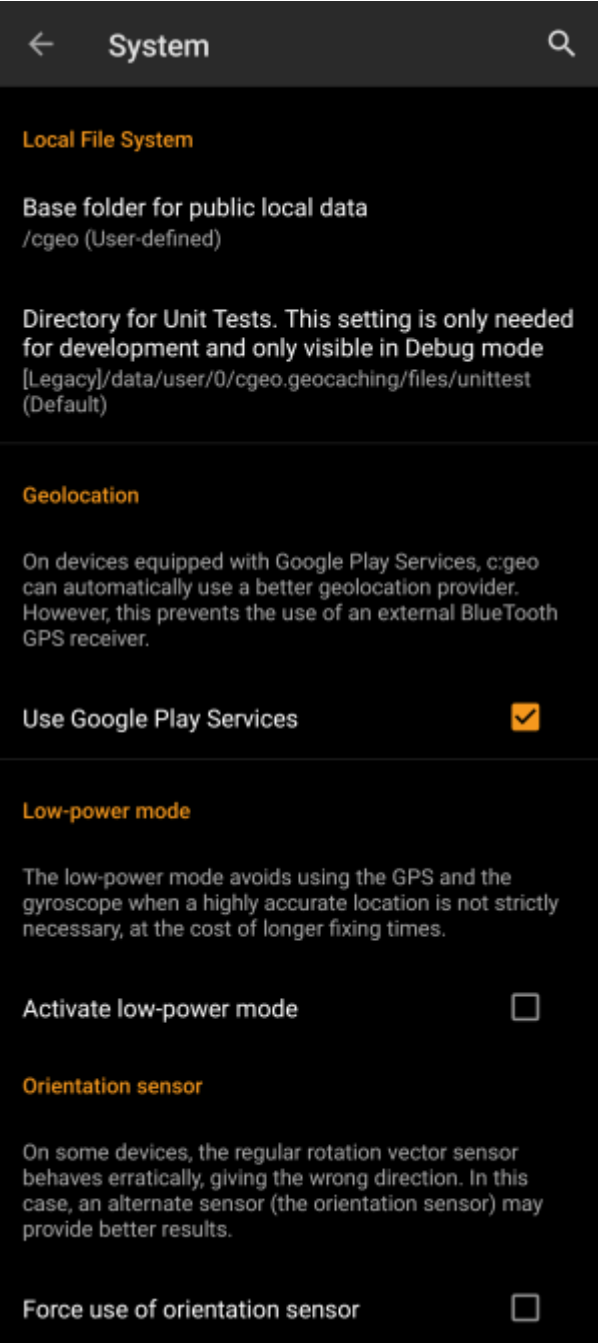 System
Local File System
Base folder for public local data
/cgeo (User-defined)
Directory for Unit Tests. This setting is only needed
for development and only visible in Debug mode
[Legacy]/data/user/0/cgeo.geocaching/files/unittest
(Default)
Geolocation
On devices equipped with Google Play Services, c:geo
can automatically use a better geolocation provider.
However, this prevents the use of an external BlueTooth
GPS receiver.
Use Google Play Services
Low-power mode
The low-power mode avoids using the GPS and the
gyroscope when a highly accurate location is not strictly
necessary, at the cost of longer fixing times.
Activate low-power mode
Orientation sensor
On some devices, the regular rotation vector sensor
behaves erratically, giving the wrong direction. In this
case, an alternate sensor (the orientation sensor) may
provide better results.
Force use of orientation sensor